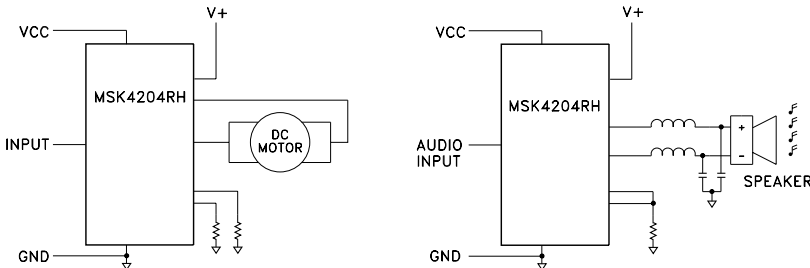 V+
VCC
MSK4204RH
INPUT
DC
MOTOR
GND
V+
VCC
MSK4204RH
AUDIO
INPUT
+
-
SPEAKER
GND